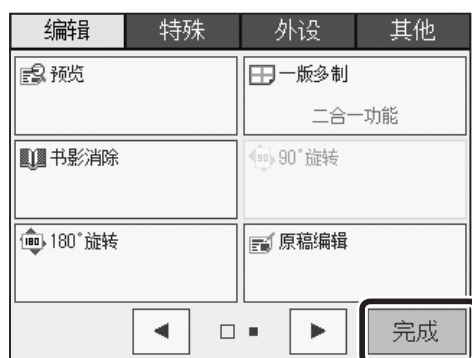 编辑 特殊 外设 其他
预览 一版多制
二合一功能
书影消除 90°旋转
180°旋转 原稿编辑
完成